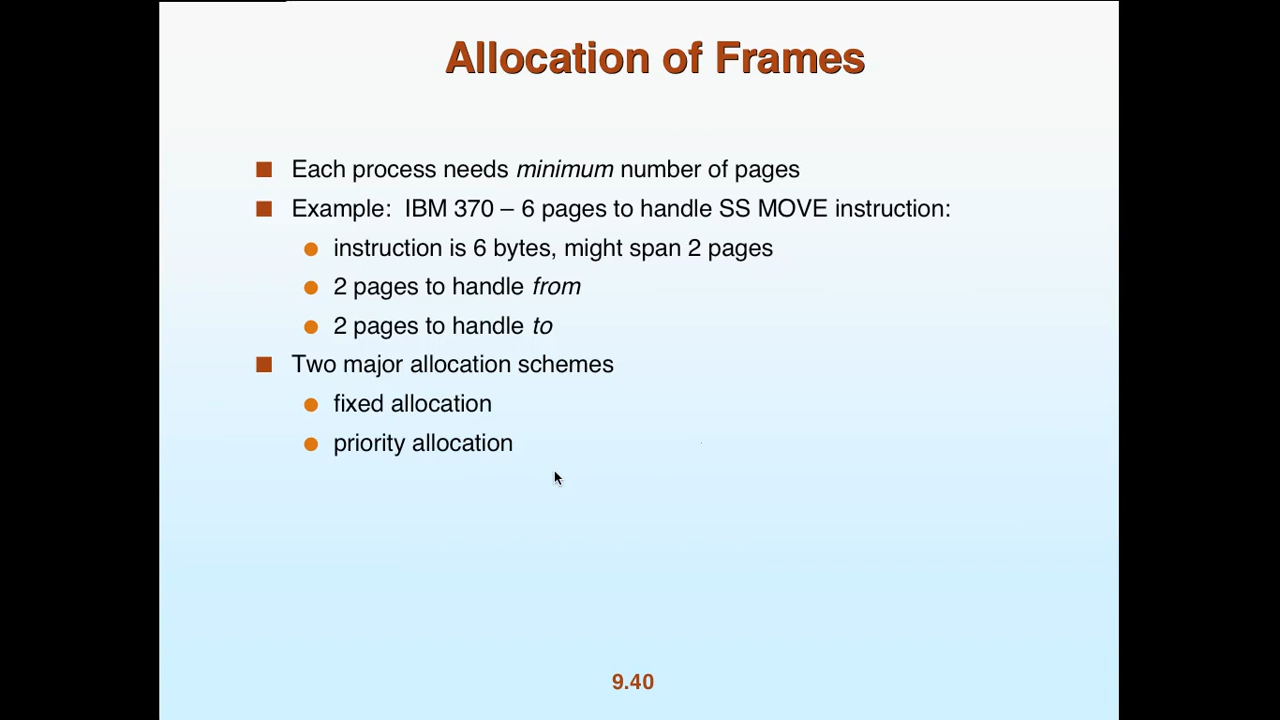 Allocation of Frames
Each process needs minimum number of pages
Example: IBM 370 – 6 pages to handle SS MOVE instruction:
instruction is 6 bytes, might span 2 pages
2 pages to handle from
2 pages to handle to
Two major allocation schemes
fixed allocation
priority allocation
9.40